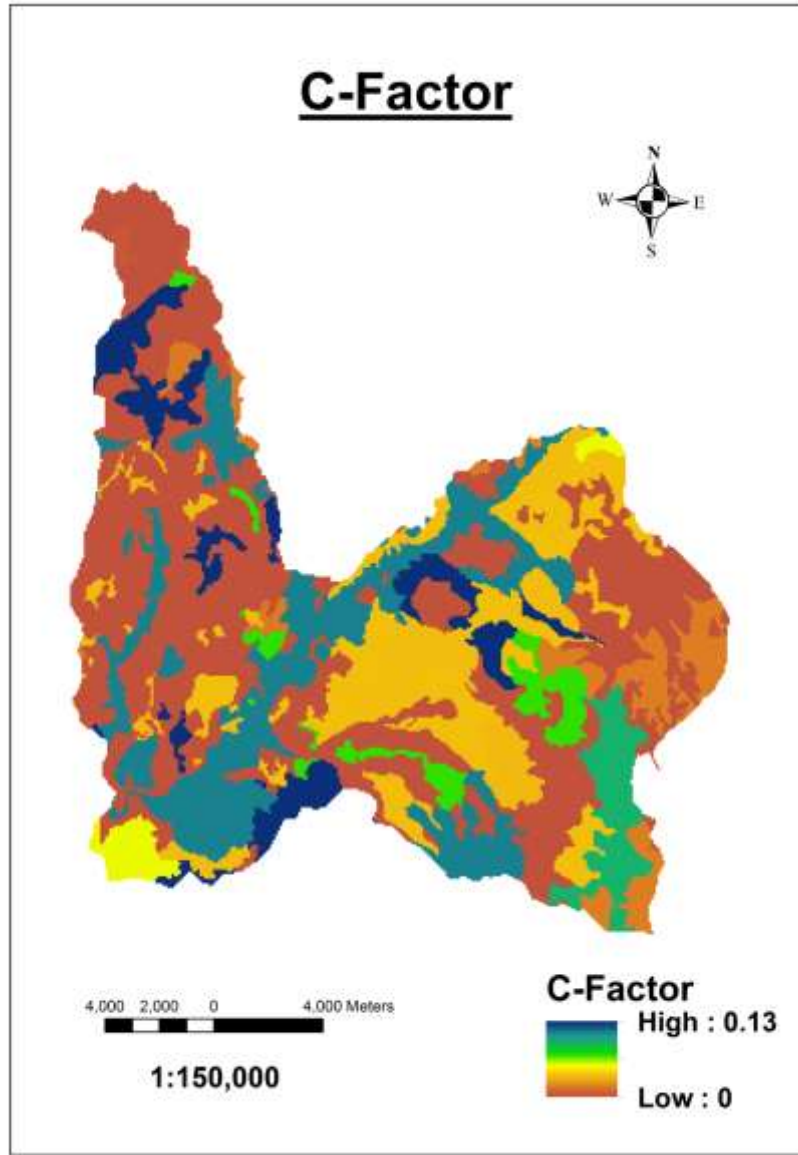 C-Factor
N
W E
S
4,000 2,000 0 4,000 Meters
1:150,000
C-Factor
High : 0.13
Low : 0